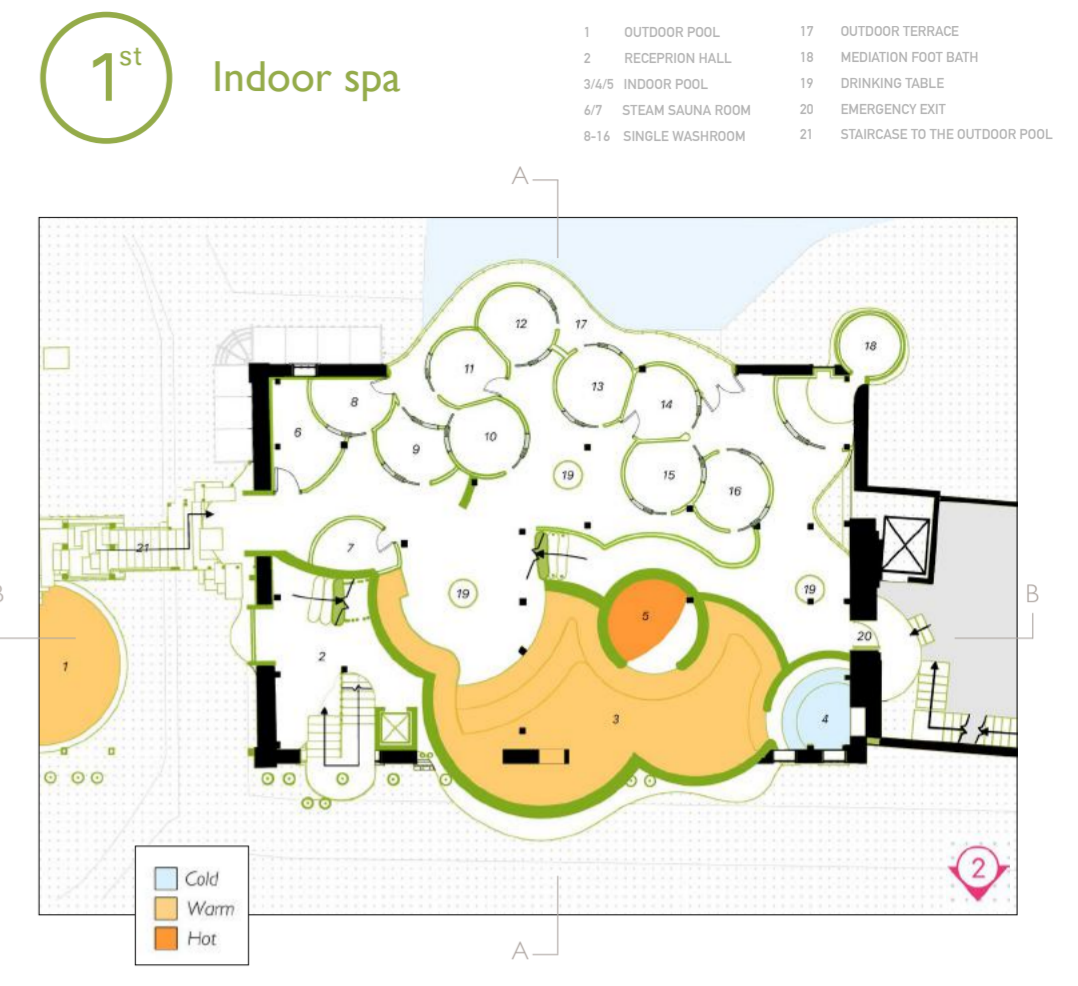 1st
Indoor spa
1 OUTDOOR POOL
2 RECEPRION HALL
3/4/5 INDOOR POOL
6/7 STEAM SAUNA ROOM
8-16 SINGLE WASHROOM
17 OUTDOOR TERRACE
18 MEDIATION FOOT BATH
19 DRINKING TABLE
20 EMERGENCY EXIT
21 STAIRCASE TO THE OUTDOOR POOL
A
12
17
18
11
13
8
14
6
9
10
19
15
16
21
7
19
19
B
B
5
20
1
2
3
4
Cold
Warm
Hot
2
A